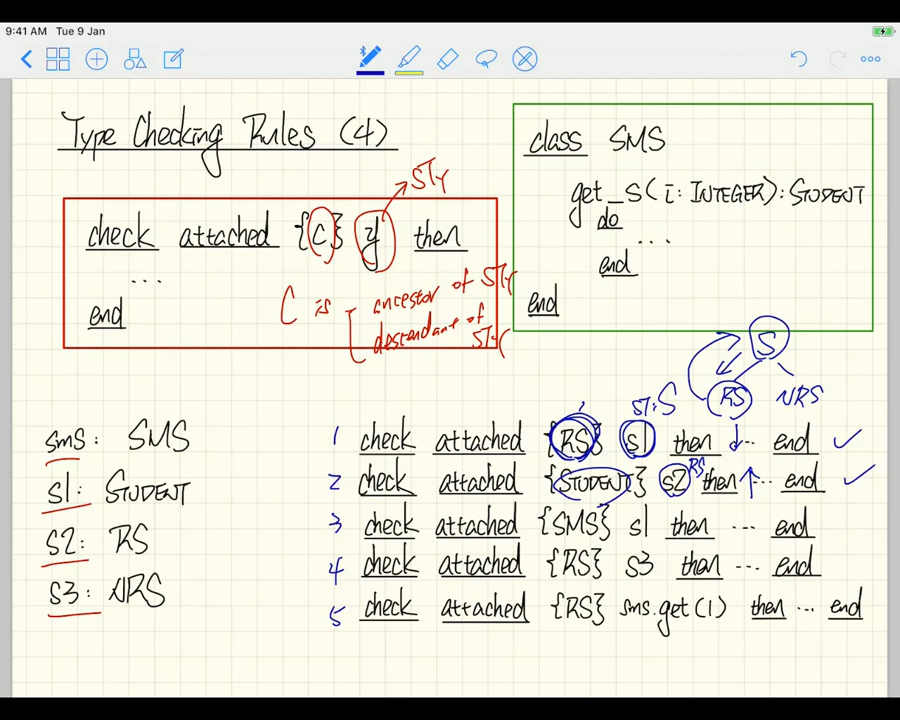 9:41 AM Tue 9 Jan
Type Checking Rules (4)
STy
check attached {C} y then
...
end
C is
ancestor of STy
descendant of STy
class SMS
get_s(i: INTEGER): STUDENT
do
...
end
end
S
RS NRS
sms: SMS
s1: STUDENT
s2: RS
s3: NRS
ST: S
1 check attached {RS} s1 then ... end ✓
RS
2 check attached {STUDENT} s2 then ... end ✓
3 check attached {SMS} s1 then ... end
4 check attached {RS} s3 then ... end
5 check attached {RS} sms.get(1) then ... end